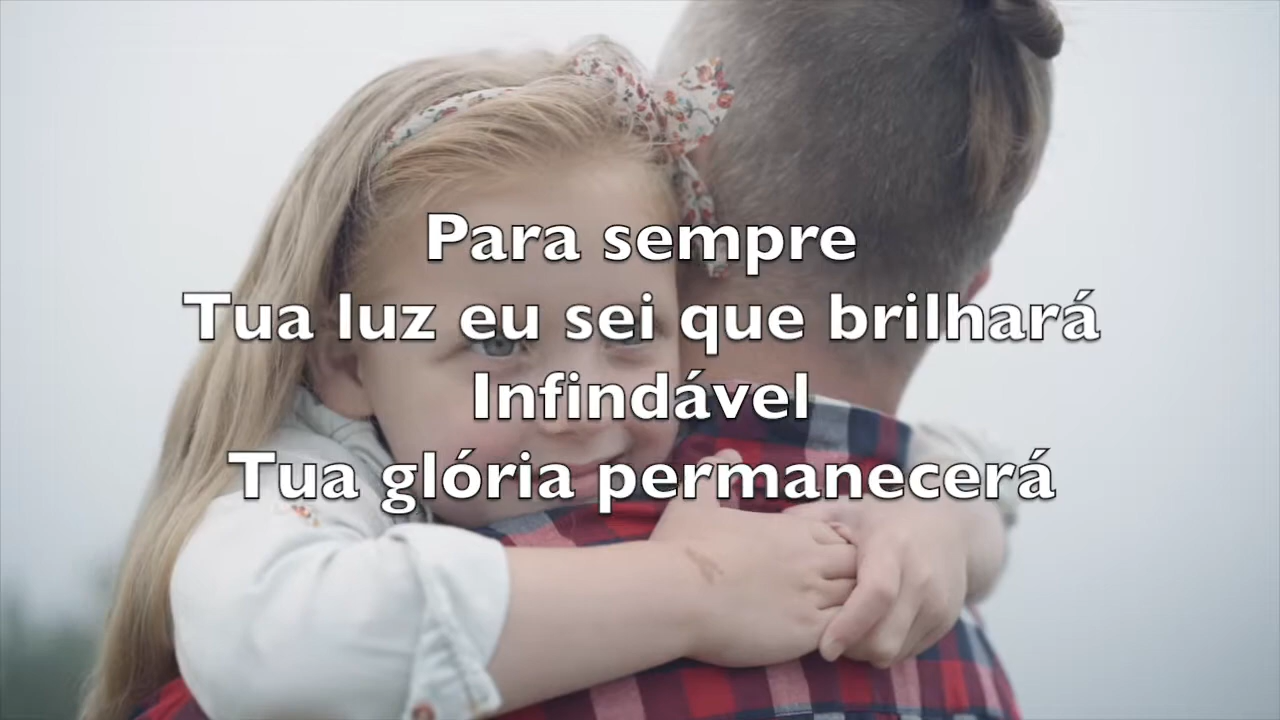 Para sempre
Tua luz eu sei que brilhará
Infindável
Tua glória permanecerá